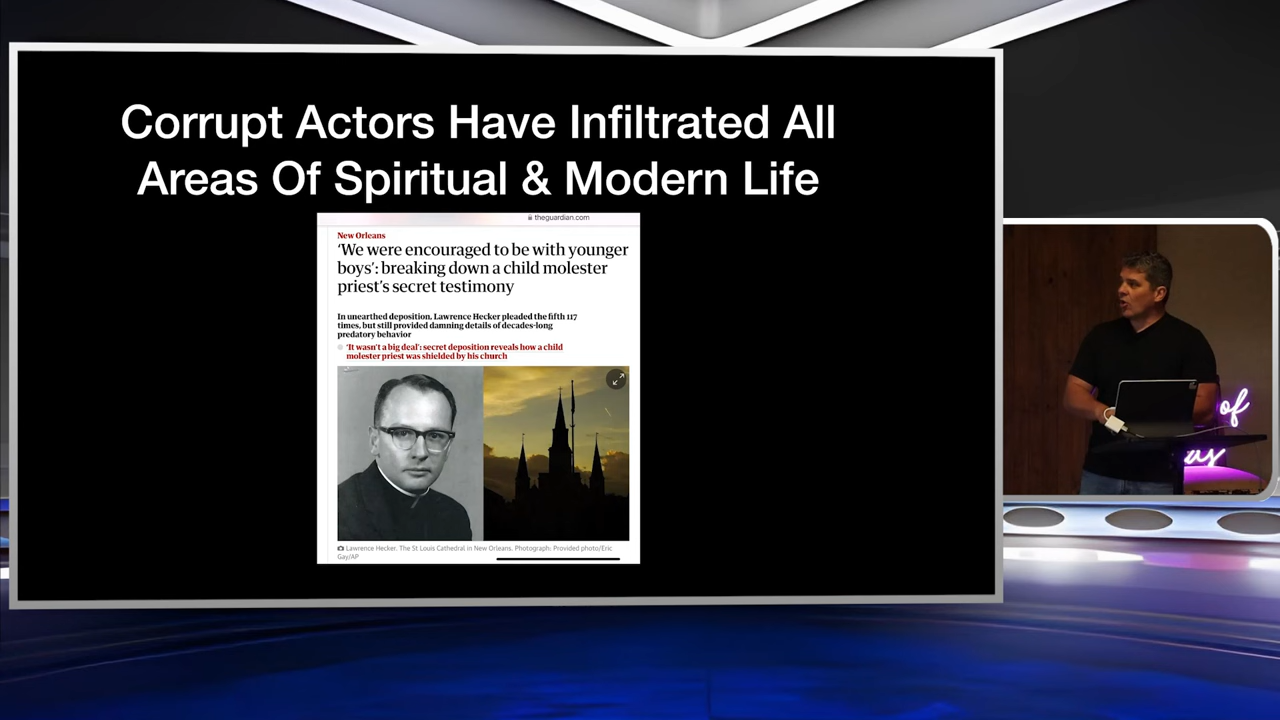 Corrupt Actors Have Infiltrated All
Areas Of Spiritual & Modern Life
theguardian.com
New Orleans
‘We were encouraged to be with younger
boys’: breaking down a child molester
priest’s secret testimony
In unearthed deposition, Lawrence Hecker pleaded the fifth 117
times, but still provided damning details of decades-long
predatory behavior
‘It wasn’t a big deal’: secret deposition reveals how a child
molester priest was shielded by his church
Lawrence Hecker. The St Louis Cathedral in New Orleans. Photograph: Provided photo/Eric
Gay/AP
of